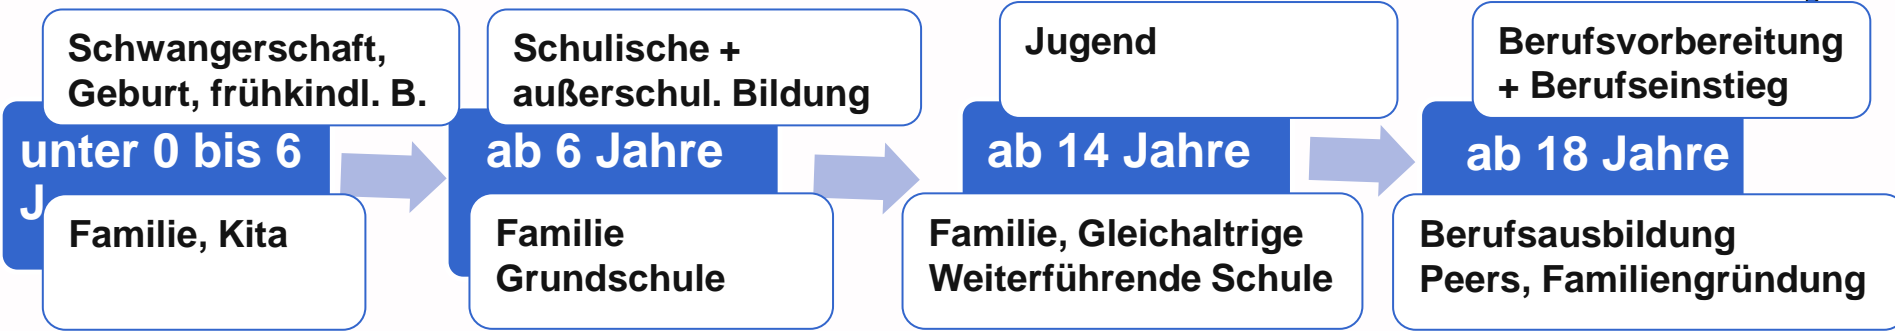 Schwangerschaft,
Geburt, frühkindl. B.
unter 0 bis 6
Familie, Kita
Schulische +
außerschul. Bildung
ab 6 Jahre
Familie
Grundschule
Jugend
ab 14 Jahre
Familie, Gleichaltrige
Weiterführende Schule
Berufsvorbereitung
+ Berufseinstieg
ab 18 Jahre
Berufsausbildung
Peers, Familiengründung